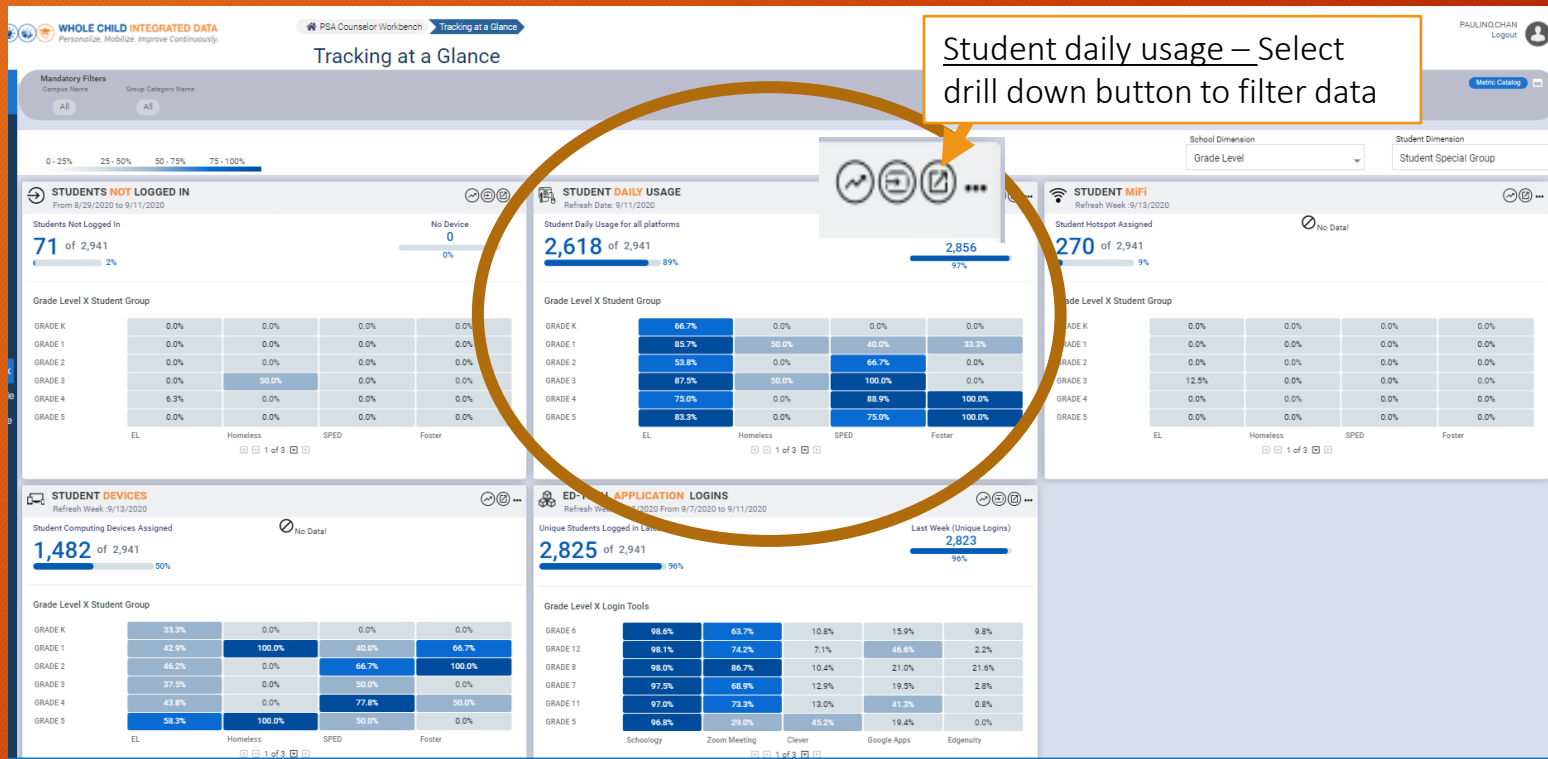 WHOLE CHILD INTEGRATED DATA
Personalize. Mobilize. Improve Continuously.
PSA Counselor Workbench Tracking at a Glance
Tracking at a Glance
PAULINO,CHAN
Logout
Student daily usage – Select
drill down button to filter data
Mandatory Filters
Campus Name Group Category Name
All All
Metric Catalog
0 - 25% 25 - 50% 50 - 75% 75 - 100%
School Dimension Student Dimension
Grade Level Student Special Group
STUDENTS NOT LOGGED IN
From 8/29/2020 to 9/11/2020
Students Not Logged In No Device
71 of 2,941 0
2% 0%
Grade Level X Student Group
GRADE K 0.0% 0.0% 0.0% 0.0%
GRADE 1 0.0% 0.0% 0.0% 0.0%
GRADE 2 0.0% 0.0% 0.0% 0.0%
GRADE 3 0.0% 50.0% 0.0% 0.0%
GRADE 4 6.3% 0.0% 0.0% 0.0%
GRADE 5 0.0% 0.0% 0.0% 0.0%
EL Homeless SPED Foster
1 of 3
STUDENT DAILY USAGE
Refresh Date: 9/11/2020
Student Daily Usage for all platforms
2,618 of 2,941 2,856
89% 97%
Grade Level X Student Group
GRADE K 66.7% 0.0% 0.0% 0.0%
GRADE 1 85.7% 50.0% 40.0% 33.3%
GRADE 2 53.8% 0.0% 66.7% 0.0%
GRADE 3 87.5% 50.0% 100.0% 0.0%
GRADE 4 75.0% 0.0% 88.9% 100.0%
GRADE 5 83.3% 0.0% 75.0% 100.0%
EL Homeless SPED Foster
1 of 3
STUDENT MiFi
Refresh Week :9/13/2020
Student Hotspot Assigned No Data!
270 of 2,941
9%
Grade Level X Student Group
GRADE K 0.0% 0.0% 0.0% 0.0%
GRADE 1 0.0% 0.0% 0.0% 0.0%
GRADE 2 0.0% 0.0% 0.0% 0.0%
GRADE 3 12.5% 0.0% 0.0% 0.0%
GRADE 4 0.0% 0.0% 0.0% 0.0%
GRADE 5 0.0% 0.0% 0.0% 0.0%
EL Homeless SPED Foster
1 of 3
STUDENT DEVICES
Refresh Week :9/13/2020
Student Computing Devices Assigned No Data!
1,482 of 2,941
50%
Grade Level X Student Group
GRADE K 33.3% 0.0% 0.0% 0.0%
GRADE 1 42.9% 100.0% 40.0% 66.7%
GRADE 2 46.2% 0.0% 66.7% 100.0%
GRADE 3 37.5% 0.0% 50.0% 0.0%
GRADE 4 43.8% 0.0% 77.8% 50.0%
GRADE 5 58.3% 100.0% 50.0% 0.0%
EL Homeless SPED Foster
1 of 3
APPLICATION LOGINS
/2020 From 9/7/2020 to 9/11/2020
Unique Students Logged in Last Week (Unique Logins)
2,825 of 2,941 2,823
96% 96%
Grade Level X Login Tools
GRADE 6 98.6% 63.7% 10.8% 15.9% 9.8%
GRADE 12 98.1% 74.2% 7.1% 46.6% 2.2%
GRADE 8 98.0% 86.7% 10.4% 21.0% 21.6%
GRADE 7 97.5% 68.9% 12.9% 19.5% 2.8%
GRADE 11 97.0% 73.3% 13.0% 41.3% 0.8%
GRADE 5 96.8% 29.0% 45.2% 19.4% 0.0%
Schoology Zoom Meeting Clever Google Apps Edgenuity
1 of 3